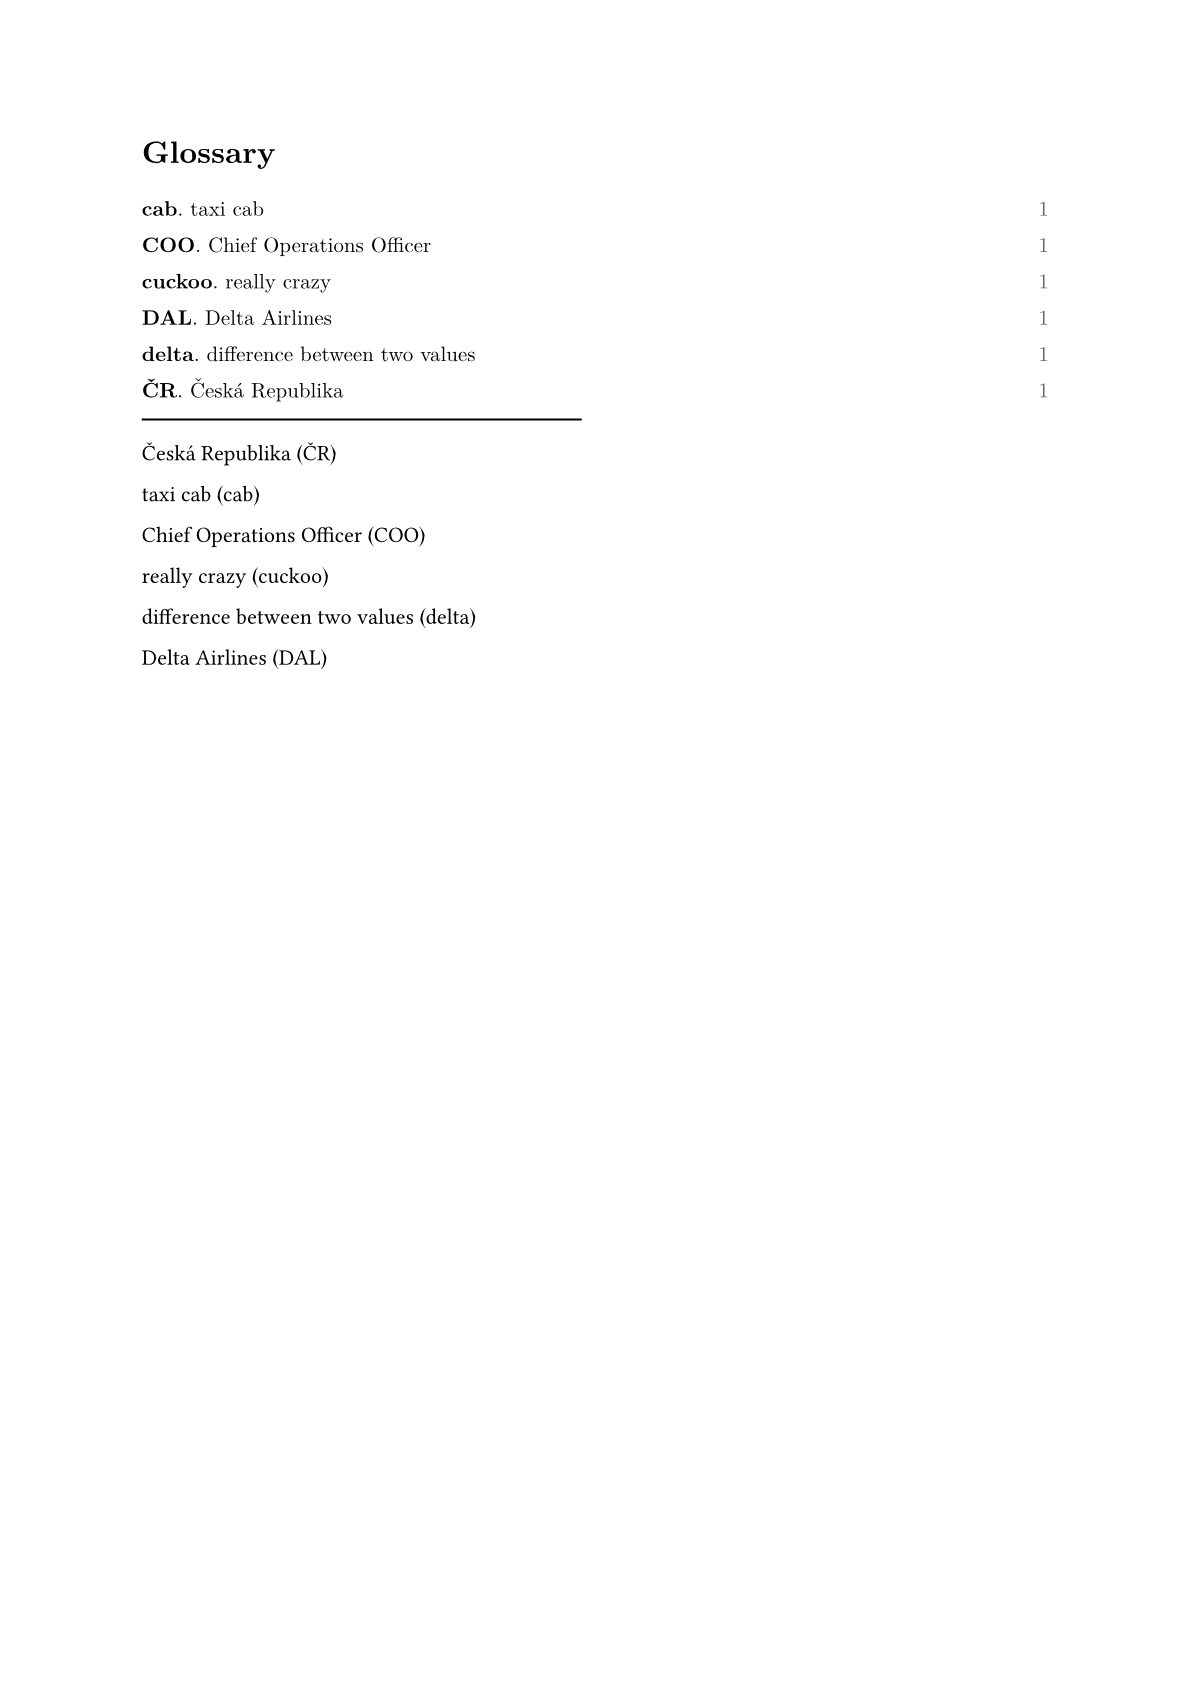 Glossary
cab. taxi cab 1
COO. Chief Operations Officer 1
cuckoo. really crazy 1
DAL. Delta Airlines 1
delta. difference between two values 1
ČR. Česká Republika 1
Česká Republika (ČR)
taxi cab (cab)
Chief Operations Officer (COO)
really crazy (cuckoo)
difference between two values (delta)
Delta Airlines (DAL)